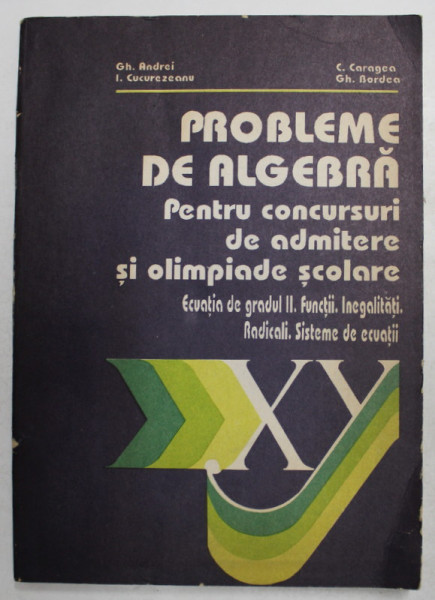 Gh. Andrei
I. Cucurezeanu
C. Caragea
Gh. Bordea
PROBLEME
DE ALGEBRĂ
Pentru concursuri
de admitere
și olimpiade școlare
Ecuația de gradul II. Funcții. Inegalități.
Radicali. Sisteme de ecuații
XY